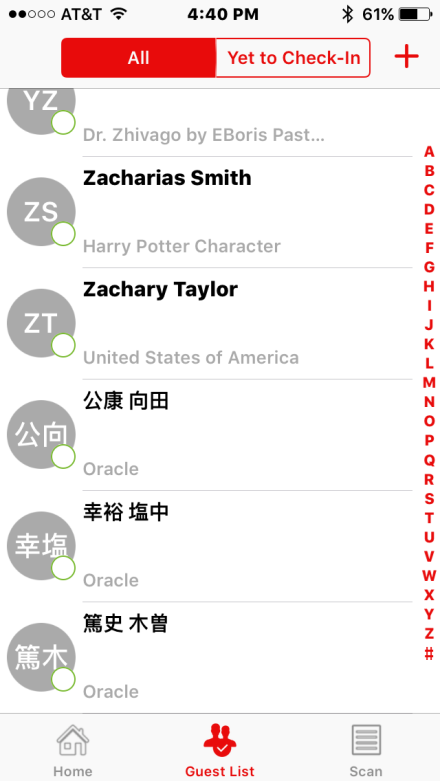 AT&T 4:40 PM 61%
All Yet to Check-In +
YZ
Dr. Zhivago by EBoris Past...
Zacharias Smith
ZS
Harry Potter Character
Zachary Taylor
ZT
United States of America
公康 向田
公向
Oracle
幸裕 塩中
幸塩
Oracle
篤史 木曽
篤木
Oracle
A
B
C
D
E
F
G
H
I
J
K
L
M
N
O
P
Q
R
S
T
U
V
W
X
Y
Z
#
Home Guest List Scan